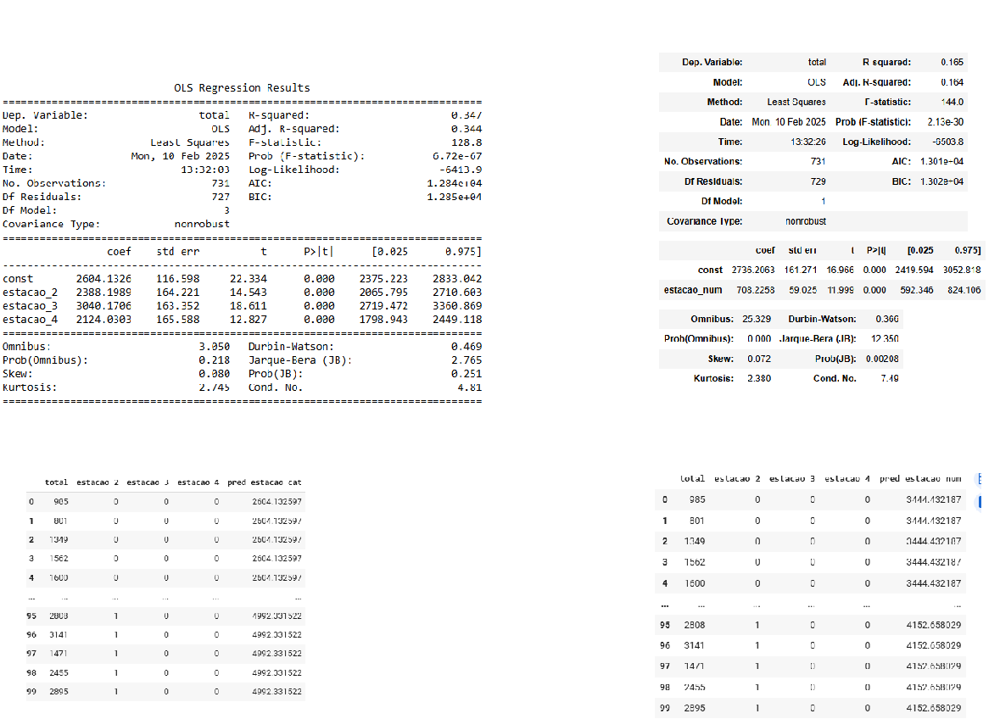 OLS Regression Results
==============================================================================
Dep. Variable: total R-squared: 0.347
Model: OLS Adj. R-squared: 0.344
Method: Least Squares F-statistic: 128.8
Date: Mon, 10 Feb 2025 Prob (F-statistic): 6.72e-67
Time: 13:32:03 Log-Likelihood: -6413.9
No. Observations: 731 AIC: 1.284e+04
Df Residuals: 727 BIC: 1.285e+04
Df Model: 3
Covariance Type: nonrobust
==============================================================================
coef std err t P>|t| [0.025 0.975]
------------------------------------------------------------------------------
const 2604.1326 116.598 22.334 0.000 2375.223 2833.042
estacao_2 2388.1989 164.221 14.543 0.000 2065.795 2710.603
estacao_3 3040.1706 163.352 18.611 0.000 2719.472 3360.869
estacao_4 2124.0303 165.588 12.827 0.000 1798.943 2449.118
==============================================================================
Omnibus: 3.050 Durbin-Watson: 0.469
Prob(Omnibus): 0.218 Jarque-Bera (JB): 2.765
Skew: 0.080 Prob(JB): 0.251
Kurtosis: 2.745 Cond. No. 4.81
==============================================================================
Dep. Variable: total R-squared: 0.165
Model: OLS Adj. R-squared: 0.164
Method: Least Squares F-statistic: 144.0
Date: Mon, 10 Feb 2025 Prob (F-statistic): 2.13e-30
Time: 13:32:26 Log-Likelihood: -6503.8
No. Observations: 731 AIC: 1.301e+04
Df Residuals: 729 BIC: 1.302e+04
Df Model: 1
Covariance Type: nonrobust
coef std err t P>|t| [0.025 0.975]
const 2736.2063 161.271 16.966 0.000 2419.594 3052.818
estacao_num 708.2258 59.025 11.999 0.000 592.346 824.106
Omnibus: 25.329 Durbin-Watson: 0.366
Prob(Omnibus): 0.000 Jarque-Bera (JB): 12.350
Skew: 0.072 Prob(JB): 0.00208
Kurtosis: 2.380 Cond. No. 7.49
total estacao_2 estacao_3 estacao_4 pred_estacao_cat
0 985 0 0 0 2604.132597
1 801 0 0 0 2604.132597
2 1349 0 0 0 2604.132597
3 1562 0 0 0 2604.132597
4 1600 0 0 0 2604.132597
... ... ... ... ... ...
95 2808 1 0 0 4992.331522
96 3141 1 0 0 4992.331522
97 1471 1 0 0 4992.331522
98 2455 1 0 0 4992.331522
99 2895 1 0 0 4992.331522
total estacao_2 estacao_3 estacao_4 pred_estacao_num
0 985 0 0 0 3444.432187
1 801 0 0 0 3444.432187
2 1349 0 0 0 3444.432187
3 1562 0 0 0 3444.432187
4 1600 0 0 0 3444.432187
... ... ... ... ... ...
95 2808 1 0 0 4152.658029
96 3141 1 0 0 4152.658029
97 1471 1 0 0 4152.658029
98 2455 1 0 0 4152.658029
99 2895 1 0 0 4152.658029